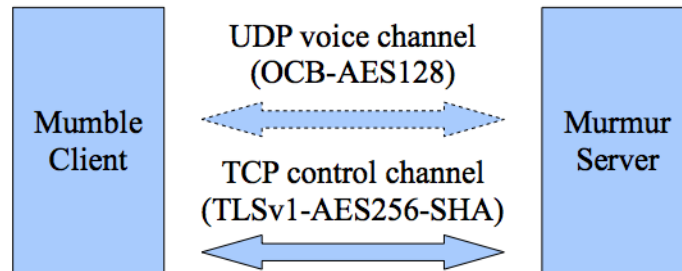 Mumble
Client
UDP voice channel
(OCB-AES128)
TCP control channel
(TLSv1-AES256-SHA)
Murmur
Server